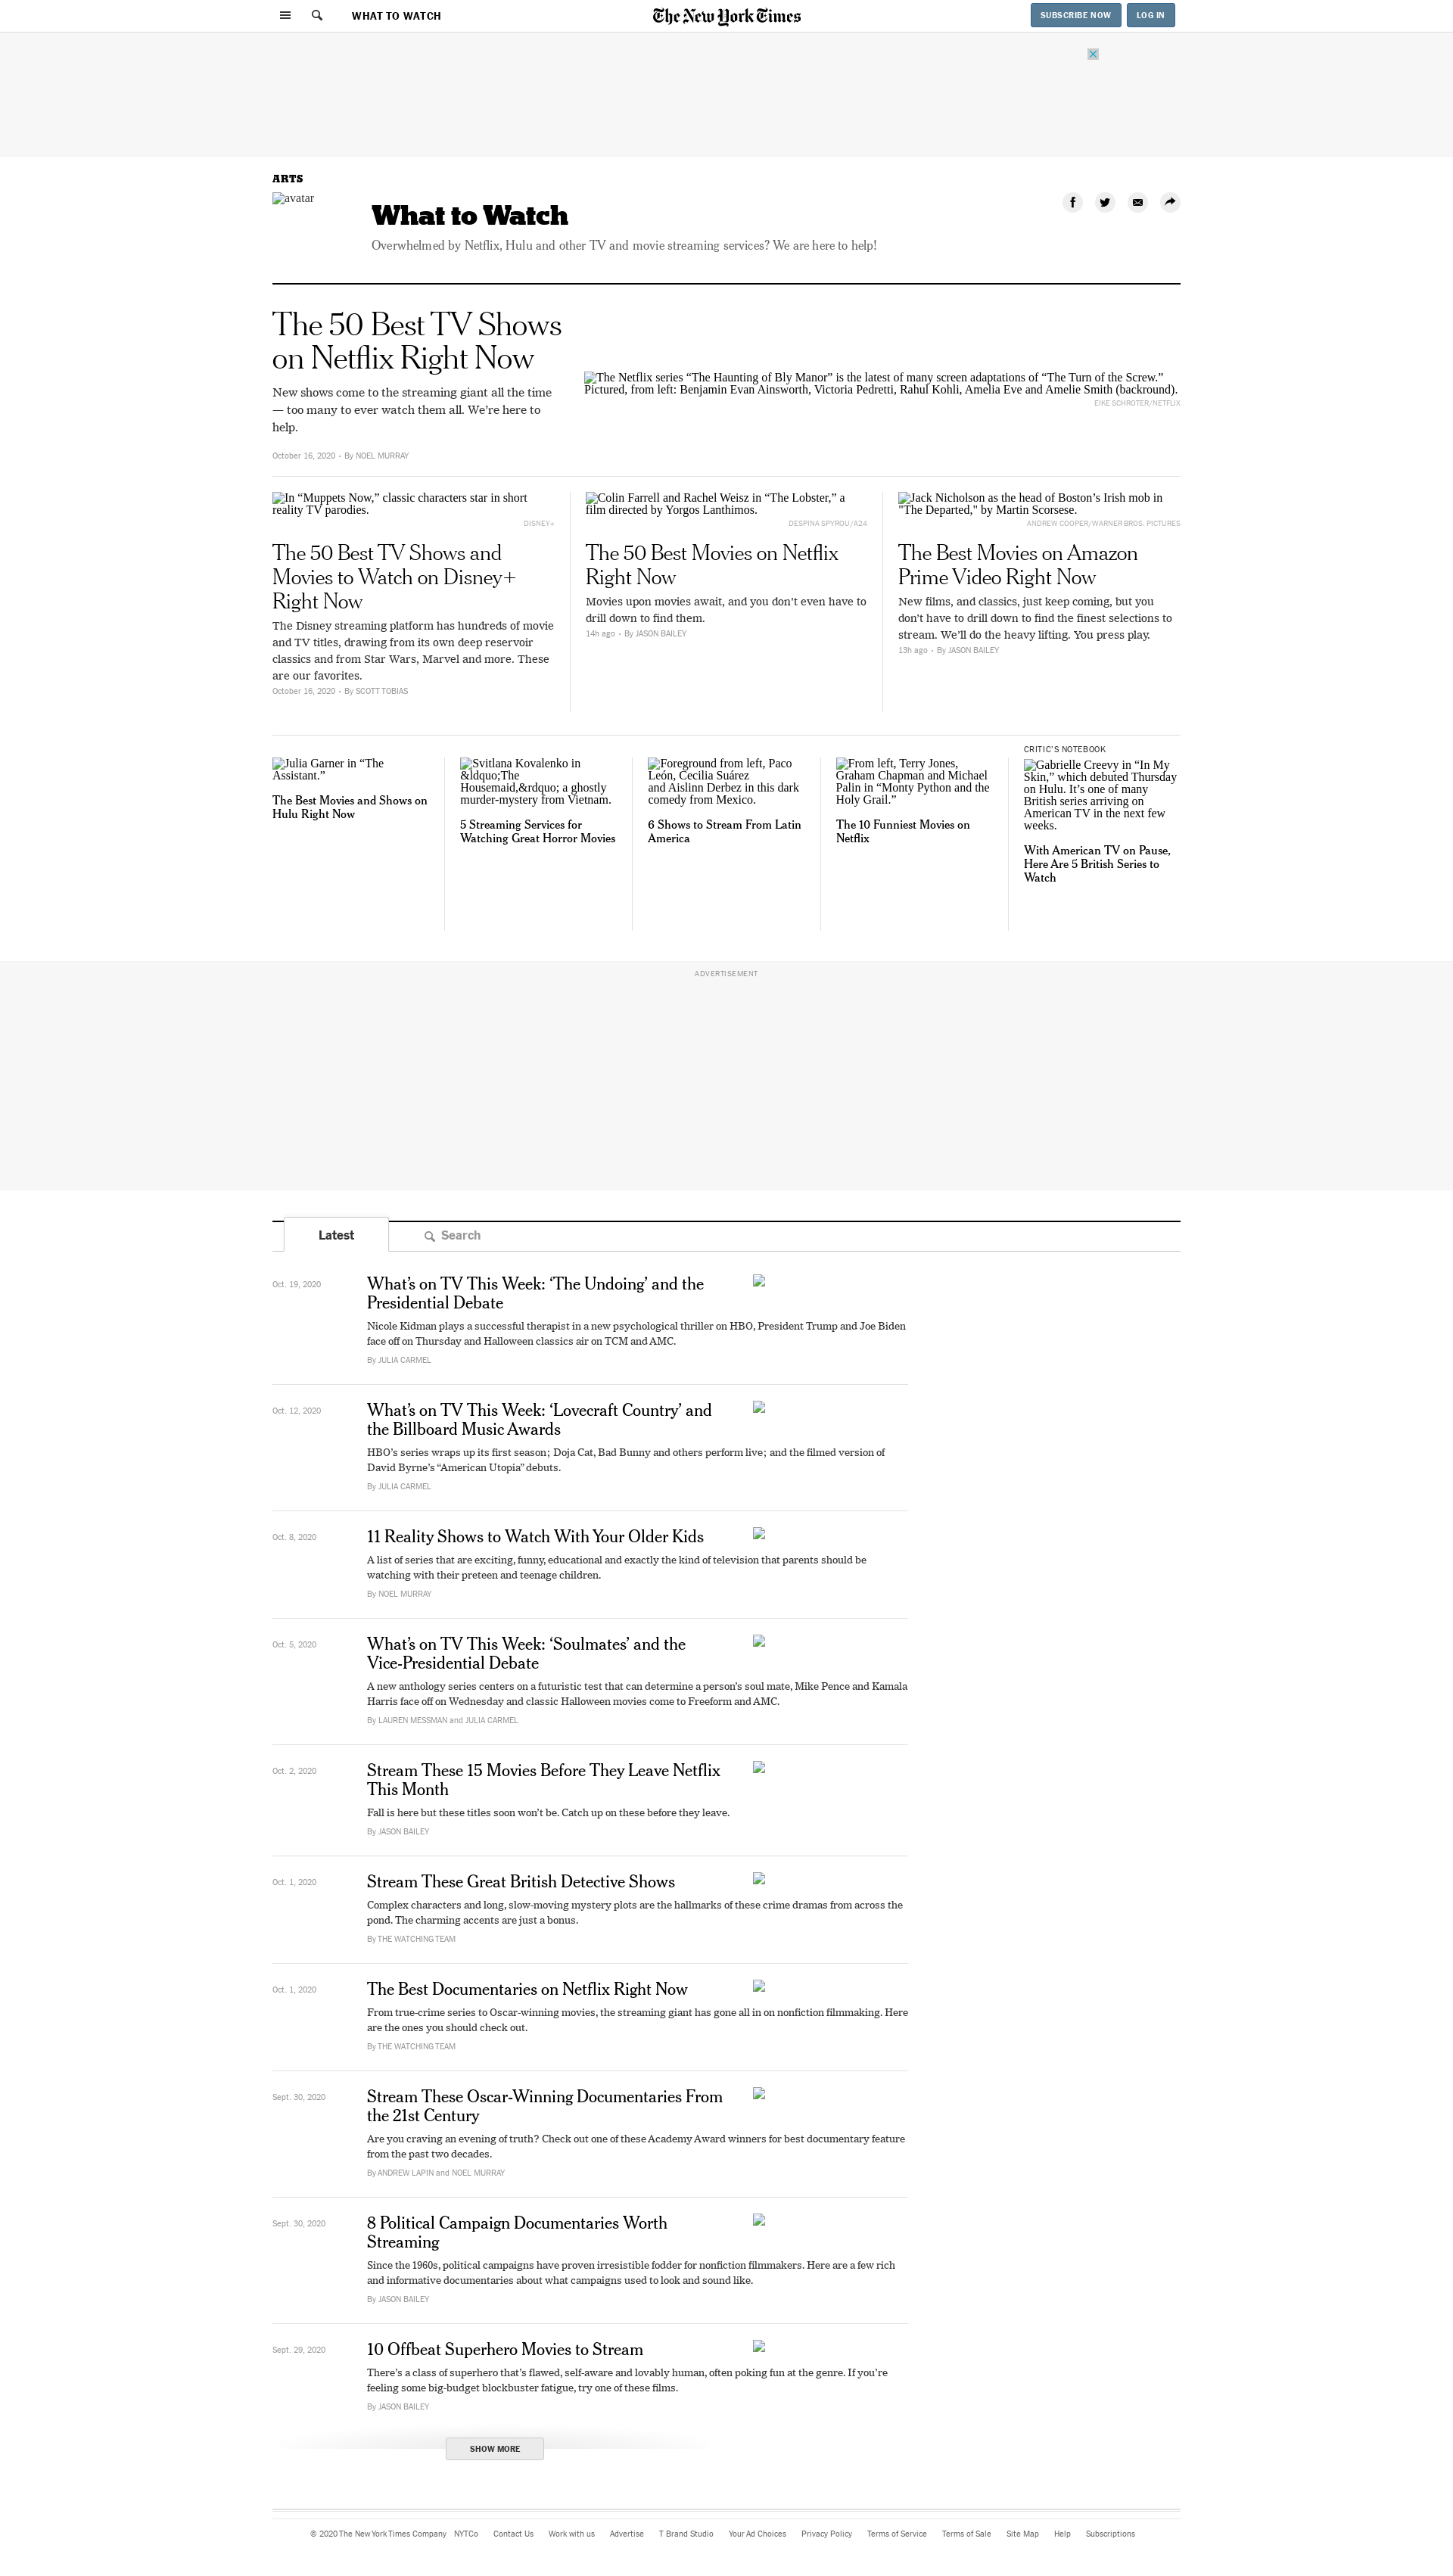 WHAT TO WATCH
The New York Times
SUBSCRIBE NOW
LOG IN
ARTS
avatar
What to Watch
Overwhelmed by Netflix, Hulu and other TV and movie streaming services? We are here to help!
The 50 Best TV Shows
on Netflix Right Now
New shows come to the streaming giant all the time
— too many to ever watch them all. We’re here to
help.
October 16, 2020 • By NOEL MURRAY
The Netflix series “The Haunting of Bly Manor” is the latest of many screen adaptations of “The Turn of the Screw.”
Pictured, from left: Benjamin Evan Ainsworth, Victoria Pedretti, Rahul Kohli, Amelia Eve and Amelie Smith (backround).
EIKE SCHROTER/NETFLIX
In “Muppets Now,” classic characters star in short
reality TV parodies.
DISNEY+
The 50 Best TV Shows and
Movies to Watch on Disney+
Right Now
The Disney streaming platform has hundreds of movie
and TV titles, drawing from its own deep reservoir
classics and from Star Wars, Marvel and more. These
are our favorites.
October 16, 2020 • By SCOTT TOBIAS
Colin Farrell and Rachel Weisz in “The Lobster,” a
film directed by Yorgos Lanthimos.
DESPINA SPYROU/A24
The 50 Best Movies on Netflix
Right Now
Movies upon movies await, and you don't even have to
drill down to find them.
14h ago • By JASON BAILEY
Jack Nicholson as the head of Boston’s Irish mob in
"The Departed," by Martin Scorsese.
ANDREW COOPER/WARNER BROS. PICTURES
The Best Movies on Amazon
Prime Video Right Now
New films, and classics, just keep coming, but you
don’t have to drill down to find the finest selections to
stream. We’ll do the heavy lifting. You press play.
13h ago • By JASON BAILEY
Julia Garner in “The
Assistant.”
The Best Movies and Shows on
Hulu Right Now
Svitlana Kovalenko in
&ldquo;The
Housemaid,&rdquo; a ghostly
murder-mystery from Vietnam.
5 Streaming Services for
Watching Great Horror Movies
Foreground from left, Paco
León, Cecilia Suárez
and Aislinn Derbez in this dark
comedy from Mexico.
6 Shows to Stream From Latin
America
From left, Terry Jones,
Graham Chapman and Michael
Palin in “Monty Python and the
Holy Grail.”
The 10 Funniest Movies on
Netflix
CRITIC’S NOTEBOOK
Gabrielle Creevy in “In My
Skin,” which debuted Thursday
on Hulu. It’s one of many
British series arriving on
American TV in the next few
weeks.
With American TV on Pause,
Here Are 5 British Series to
Watch
ADVERTISEMENT
Latest
Search
Oct. 19, 2020
What’s on TV This Week: ‘The Undoing’ and the
Presidential Debate
Nicole Kidman plays a successful therapist in a new psychological thriller on HBO, President Trump and Joe Biden
face off on Thursday and Halloween classics air on TCM and AMC.
By JULIA CARMEL
Oct. 12, 2020
What’s on TV This Week: ‘Lovecraft Country’ and
the Billboard Music Awards
HBO’s series wraps up its first season; Doja Cat, Bad Bunny and others perform live; and the filmed version of
David Byrne’s “American Utopia” debuts.
By JULIA CARMEL
Oct. 8, 2020
11 Reality Shows to Watch With Your Older Kids
A list of series that are exciting, funny, educational and exactly the kind of television that parents should be
watching with their preteen and teenage children.
By NOEL MURRAY
Oct. 5, 2020
What’s on TV This Week: ‘Soulmates’ and the
Vice-Presidential Debate
A new anthology series centers on a futuristic test that can determine a person’s soul mate, Mike Pence and Kamala
Harris face off on Wednesday and classic Halloween movies come to Freeform and AMC.
By LAUREN MESSMAN and JULIA CARMEL
Oct. 2, 2020
Stream These 15 Movies Before They Leave Netflix
This Month
Fall is here but these titles soon won’t be. Catch up on these before they leave.
By JASON BAILEY
Oct. 1, 2020
Stream These Great British Detective Shows
Complex characters and long, slow-moving mystery plots are the hallmarks of these crime dramas from across the
pond. The charming accents are just a bonus.
By THE WATCHING TEAM
Oct. 1, 2020
The Best Documentaries on Netflix Right Now
From true-crime series to Oscar-winning movies, the streaming giant has gone all in on nonfiction filmmaking. Here
are the ones you should check out.
By THE WATCHING TEAM
Sept. 30, 2020
Stream These Oscar-Winning Documentaries From
the 21st Century
Are you craving an evening of truth? Check out one of these Academy Award winners for best documentary feature
from the past two decades.
By ANDREW LAPIN and NOEL MURRAY
Sept. 30, 2020
8 Political Campaign Documentaries Worth
Streaming
Since the 1960s, political campaigns have proven irresistible fodder for nonfiction filmmakers. Here are a few rich
and informative documentaries about what campaigns used to look and sound like.
By JASON BAILEY
Sept. 29, 2020
10 Offbeat Superhero Movies to Stream
There’s a class of superhero that’s flawed, self-aware and lovably human, often poking fun at the genre. If you’re
feeling some big-budget blockbuster fatigue, try one of these films.
By JASON BAILEY
SHOW MORE
© 2020 The New York Times Company NYTCo Contact Us Work with us Advertise T Brand Studio Your Ad Choices Privacy Policy Terms of Service Terms of Sale Site Map Help Subscriptions